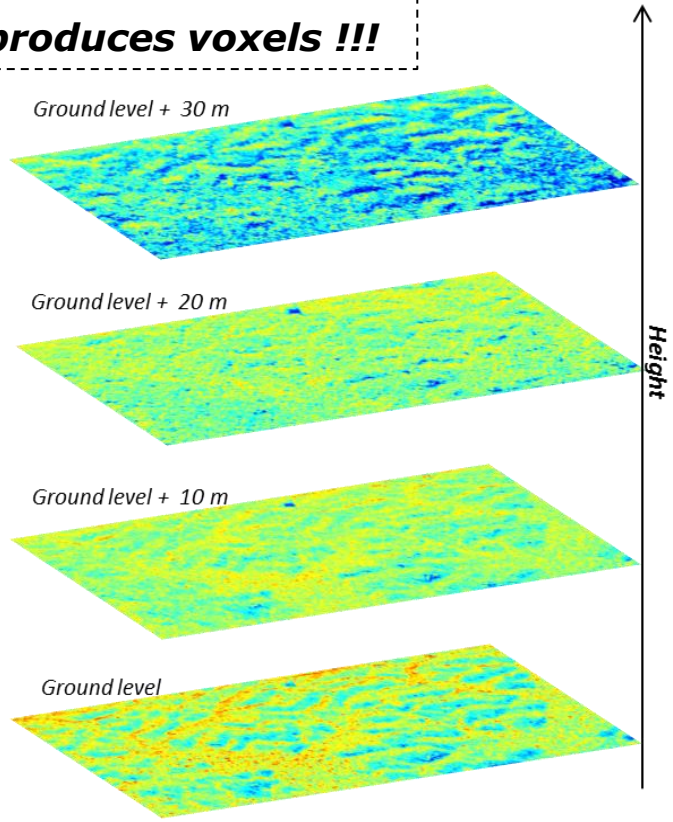 produces voxels !!!
Ground level + 30 m
Ground level + 20 m
Height
Ground level + 10 m
Ground level